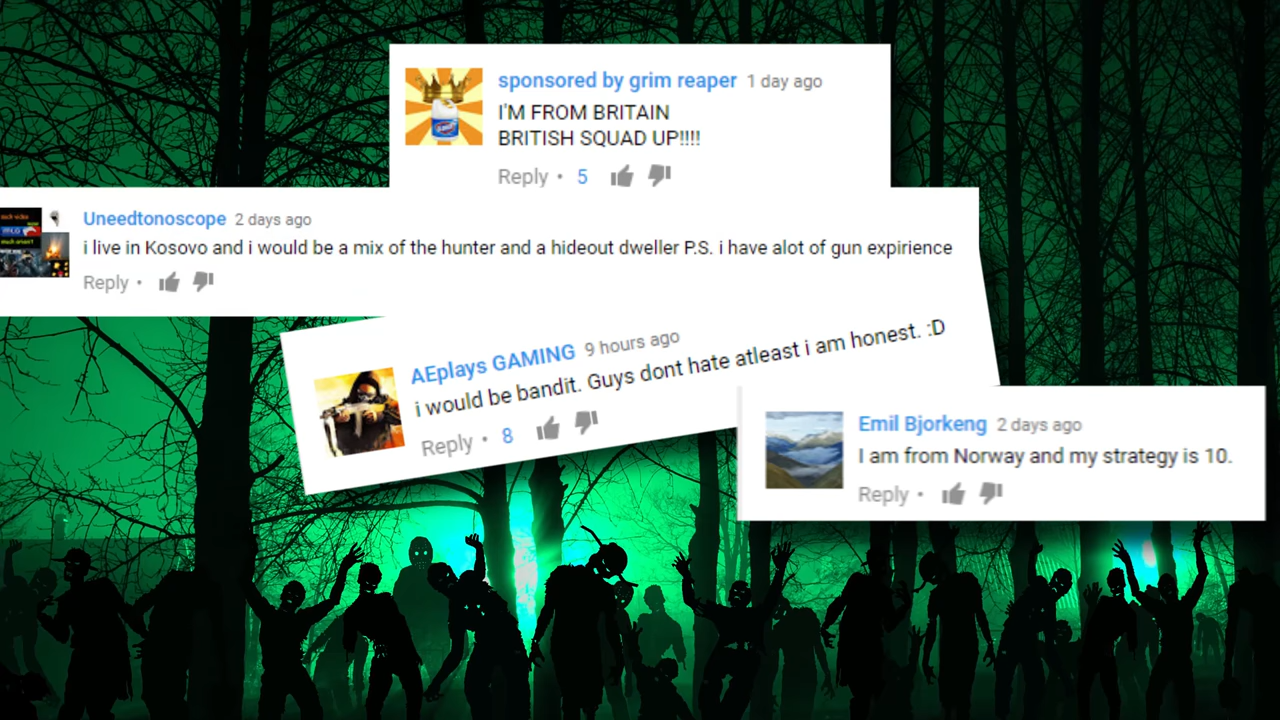 sponsored by grim reaper 1 day ago
I'M FROM BRITAIN
BRITISH SQUAD UP!!!!
Reply • 5
Uneedtonoscope 2 days ago
i live in Kosovo and i would be a mix of the hunter and a hideout dweller P.S. i have alot of gun expirience
Reply •
AEplays GAMING 9 hours ago
i would be bandit. Guys dont hate atleast i am honest. :D
Reply • 8
Emil Bjorkeng 2 days ago
I am from Norway and my strategy is 10.
Reply •